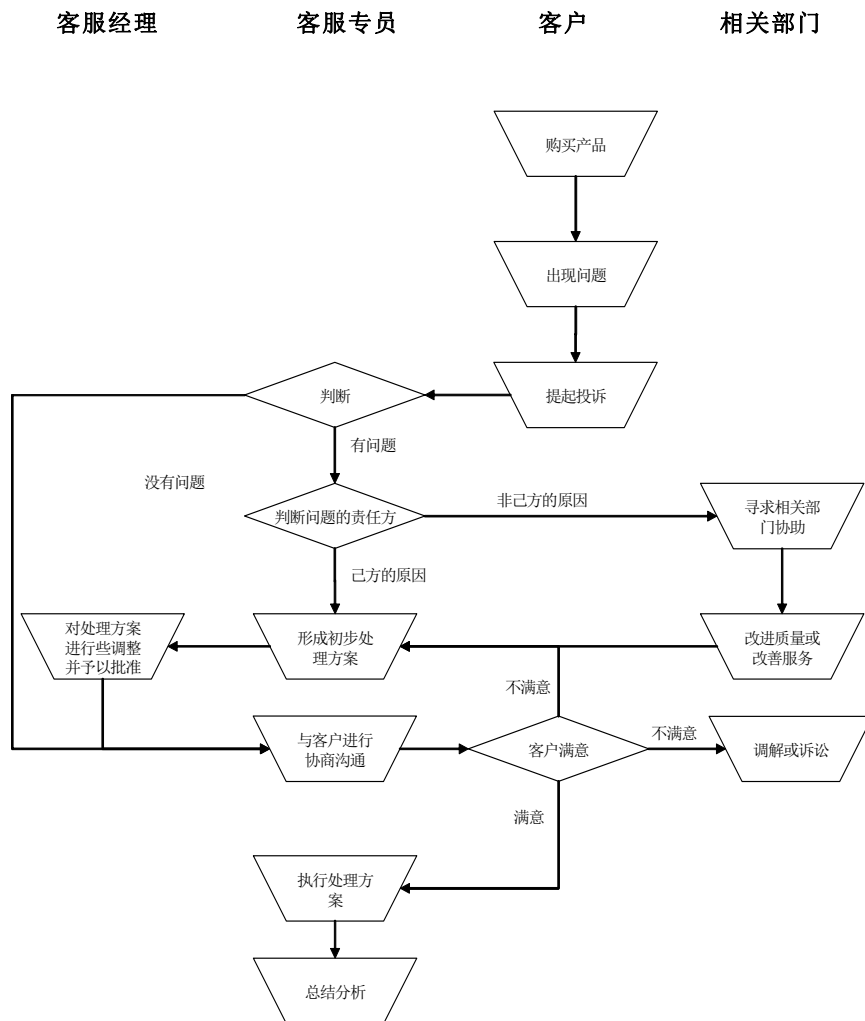 客服经理
客服专员
客户
相关部门
购买产品
出现问题
判断
提起投诉
有问题
没有问题
非己方的原因
判断问题的责任方
寻求相关部
门协助
己方的原因
对处理方案
进行些调整
并予以批准
形成初步处
理方案
改进质量或
改善服务
不满意
与客户进行
协商沟通
客户满意
不满意
调解或诉讼
满意
执行处理方
案
总结分析